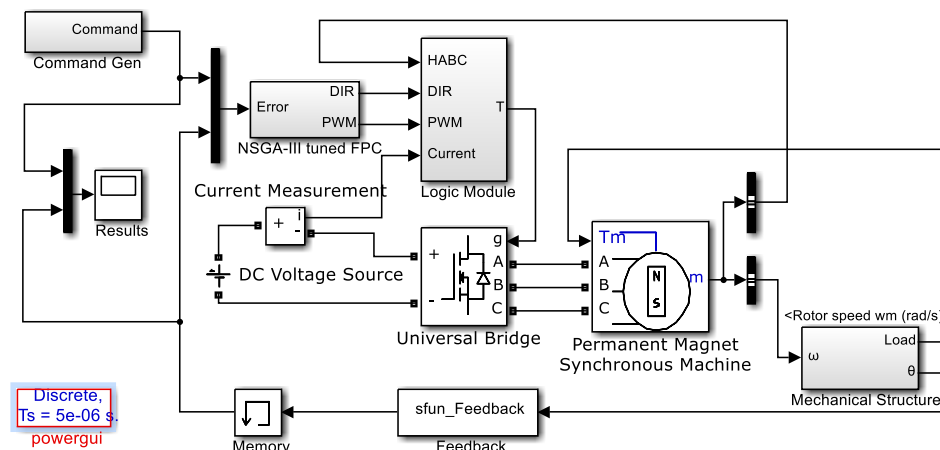 Command
Command Gen
Error
DIR
PWM
NSGA-III tuned FPC
HABC
DIR
PWM
Current
T
Logic Module
Results
Current Measurement
+
i
-
DC Voltage Source
+
-
g
A
B
C
Universal Bridge
Tm
A
B
C
N
S
m
Permanent Magnet
Synchronous Machine
<Rotor speed wm (rad/s)
ω
Load
θ
Mechanical Structure
Discrete,
Ts = 5e-06 s.
powergui
Memory
sfun_Feedback
Feedback